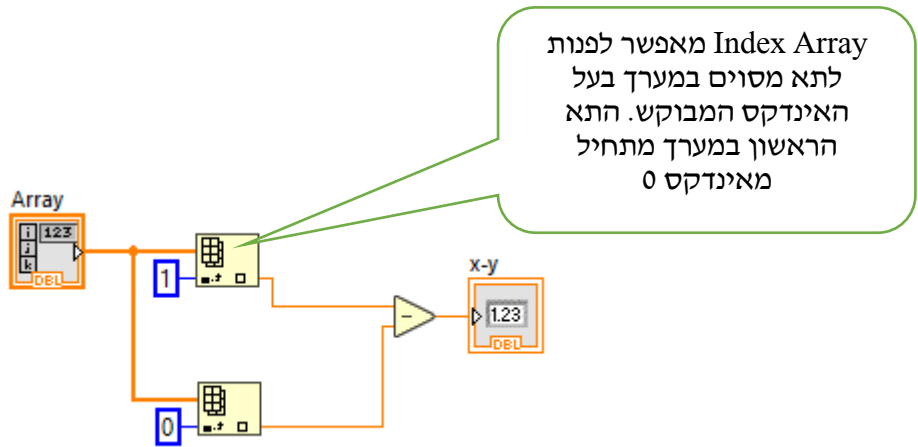 Index Array מאפשר לפנות
לתא מסוים במערך בעל
האינדקס המבוקש. התא
הראשון במערך מתחיל
מאינדקס 0
Array
i 123
j
k
DBL
1
x-y
1.23
DBL
0